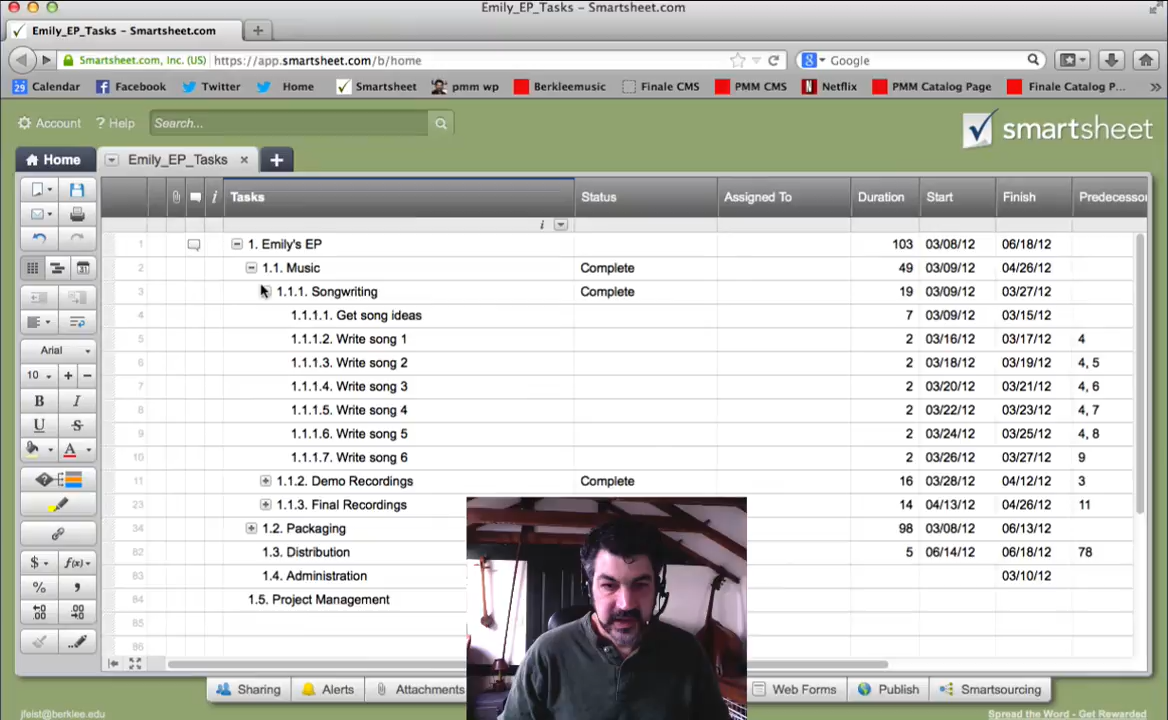 Emily_EP_Tasks – Smartsheet.com
Emily_EP_Tasks – Smartsheet.com
Smartsheet.com, Inc. (US) https://app.smartsheet.com/b/home Google
29 Calendar Facebook Twitter Home Smartsheet pmm wp Berkleemusic Finale CMS PMM CMS Netflix PMM Catalog Page Finale Catalog P...
Account ? Help Search... smartsheet
Home Emily_EP_Tasks
Tasks Status Assigned To Duration Start Finish Predecessor
1 1. Emily's EP 103 03/08/12 06/18/12
2 1.1. Music Complete 49 03/09/12 04/26/12
3 1.1.1. Songwriting Complete 19 03/09/12 03/27/12
4 1.1.1.1. Get song ideas 7 03/09/12 03/15/12
5 1.1.1.2. Write song 1 2 03/16/12 03/17/12 4
6 1.1.1.3. Write song 2 2 03/18/12 03/19/12 4, 5
7 1.1.1.4. Write song 3 2 03/20/12 03/21/12 4, 6
8 1.1.1.5. Write song 4 2 03/22/12 03/23/12 4, 7
9 1.1.1.6. Write song 5 2 03/24/12 03/25/12 4, 8
10 1.1.1.7. Write song 6 2 03/26/12 03/27/12 9
11 1.1.2. Demo Recordings Complete 16 03/28/12 04/12/12 3
23 1.1.3. Final Recordings 14 04/13/12 04/26/12 11
34 1.2. Packaging 98 03/08/12 06/13/12
82 1.3. Distribution 5 06/14/12 06/18/12 78
83 1.4. Administration 03/10/12
84 1.5. Project Management
85
86
Arial
10 + −
B I
U S
A
$ f(x)
% ,
Sharing Alerts Attachments Web Forms Publish Smartsourcing
jfeist@berklee.edu Spread the Word - Get Rewarded